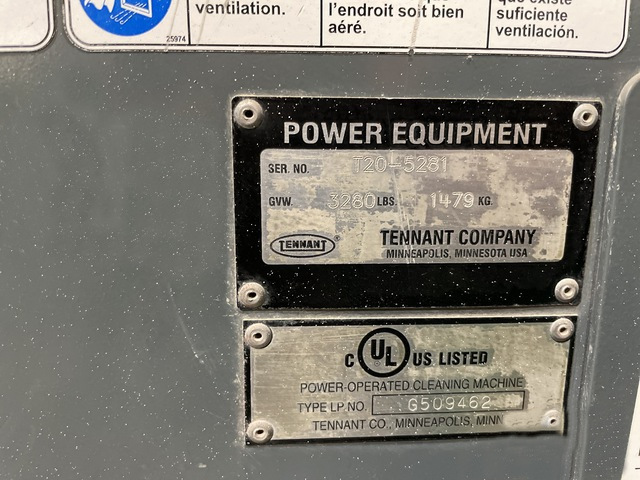 ventilation.
l'endroit soit bien
aéré.
que existe
suficiente
ventilación.
25974
POWER EQUIPMENT
SER. NO. T20-5281
GVW. 3280 LBS. 1479 KG.
TENNANT
TENNANT COMPANY
MINNEAPOLIS, MINNESOTA USA
C UL US LISTED
POWER-OPERATED CLEANING MACHINE
TYPE LP NO. G509462
TENNANT CO., MINNEAPOLIS, MINN